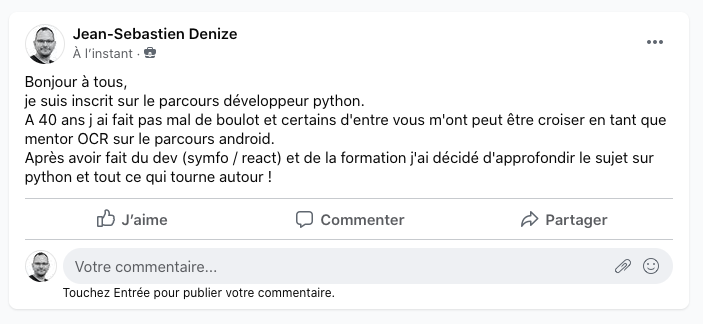 Jean-Sebastien Denize
À l'instant ·
Bonjour à tous,
je suis inscrit sur le parcours développeur python.
A 40 ans j ai fait pas mal de boulot et certains d'entre vous m'ont peut être croiser en tant que
mentor OCR sur le parcours android.
Après avoir fait du dev (symfo / react) et de la formation j'ai décidé d'approfondir le sujet sur
python et tout ce qui tourne autour !
J'aime
Commenter
Partager
Votre commentaire...
Touchez Entrée pour publier votre commentaire.